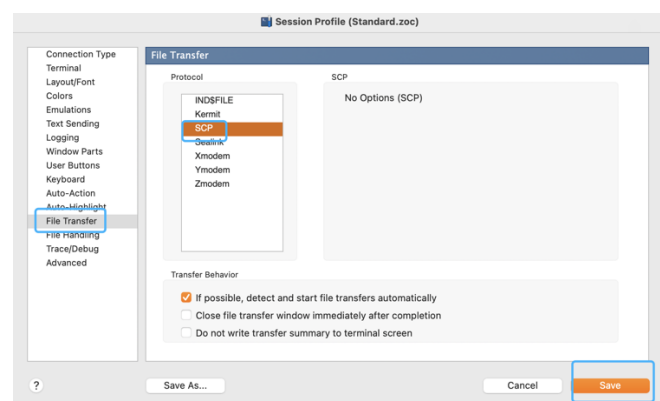 Session Profile (Standard.zoc)
Connection Type
Terminal
Layout/Font
Colors
Emulations
Text Sending
Logging
Window Parts
User Buttons
Keyboard
Auto-Action
Auto-Highlight
File Transfer
File Handling
Trace/Debug
Advanced
File Transfer
Protocol
IND$FILE
Kermit
SCP
Sealink
Xmodem
Ymodem
Zmodem
SCP
No Options (SCP)
Transfer Behavior
If possible, detect and start file transfers automatically
Close file transfer window immediately after completion
Do not write transfer summary to terminal screen
? Save As... Cancel Save